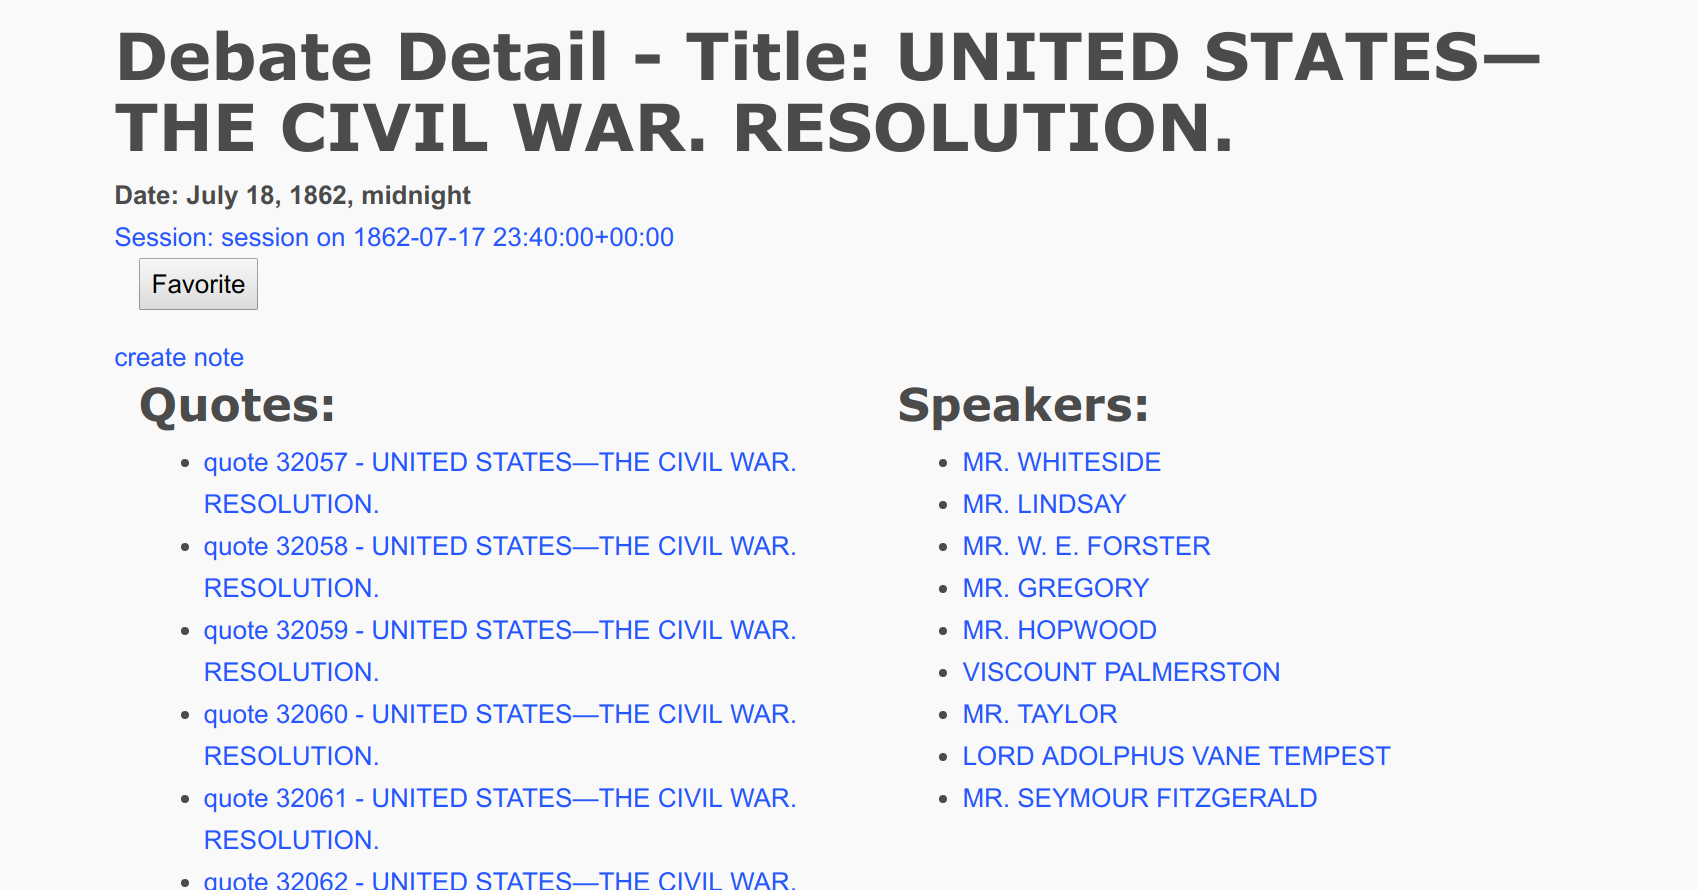 Debate Detail - Title: UNITED STATES—
THE CIVIL WAR. RESOLUTION.
Date: July 18, 1862, midnight
Session: session on 1862-07-17 23:40:00+00:00
Favorite
create note
Quotes:
quote 32057 - UNITED STATES—THE CIVIL WAR.
RESOLUTION.
quote 32058 - UNITED STATES—THE CIVIL WAR.
RESOLUTION.
quote 32059 - UNITED STATES—THE CIVIL WAR.
RESOLUTION.
quote 32060 - UNITED STATES—THE CIVIL WAR.
RESOLUTION.
quote 32061 - UNITED STATES—THE CIVIL WAR.
RESOLUTION.
quote 32062 - UNITED STATES—THE CIVIL WAR.
Speakers:
MR. WHITESIDE
MR. LINDSAY
MR. W. E. FORSTER
MR. GREGORY
MR. HOPWOOD
VISCOUNT PALMERSTON
MR. TAYLOR
LORD ADOLPHUS VANE TEMPEST
MR. SEYMOUR FITZGERALD